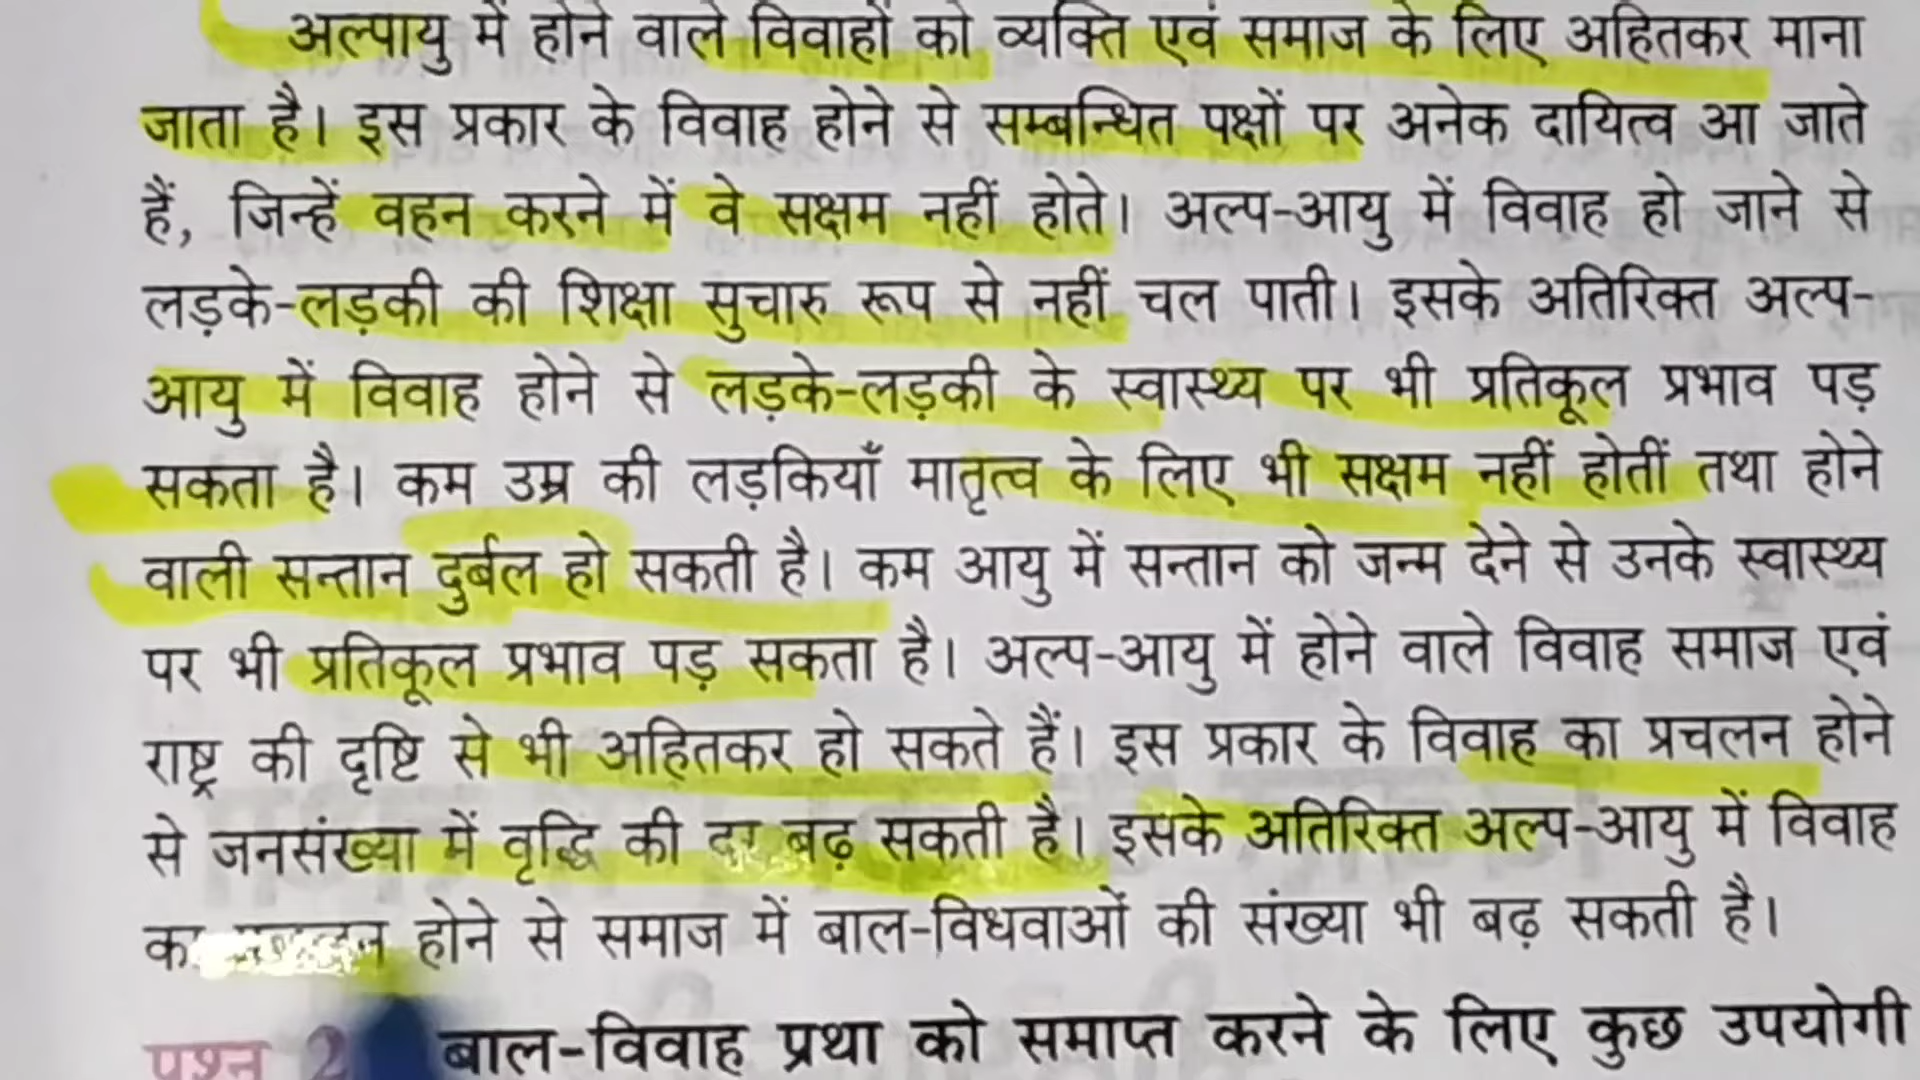 अल्पायु में होने वाले विवाहों को व्यक्ति एवं समाज के लिए अहितकर माना
जाता है। इस प्रकार के विवाह होने से सम्बन्धित पक्षों पर अनेक दायित्व आ जाते
हैं, जिन्हें वहन करने में वे सक्षम नहीं होते। अल्प-आयु में विवाह हो जाने से
लड़के-लड़की की शिक्षा सुचारु रूप से नहीं चल पाती। इसके अतिरिक्त अल्प-
आयु में विवाह होने से लड़के-लड़की के स्वास्थ्य पर भी प्रतिकूल प्रभाव पड़
सकता है। कम उम्र की लड़कियाँ मातृत्व के लिए भी सक्षम नहीं होतीं तथा होने
वाली सन्तान दुर्बल हो सकती है। कम आयु में सन्तान को जन्म देने से उनके स्वास्थ्य
पर भी प्रतिकूल प्रभाव पड़ सकता है। अल्प-आयु में होने वाले विवाह समाज एवं
राष्ट्र की दृष्टि से भी अहितकर हो सकते हैं। इस प्रकार के विवाह का प्रचलन होने
से जनसंख्या में वृद्धि की दर बढ़ सकती है। इसके अतिरिक्त अल्प-आयु में विवाह
होने से समाज में बाल-विधवाओं की संख्या भी बढ़ सकती है।
प्रश्न 2 बाल-विवाह प्रथा को समाप्त करने के लिए कुछ उपयोगी